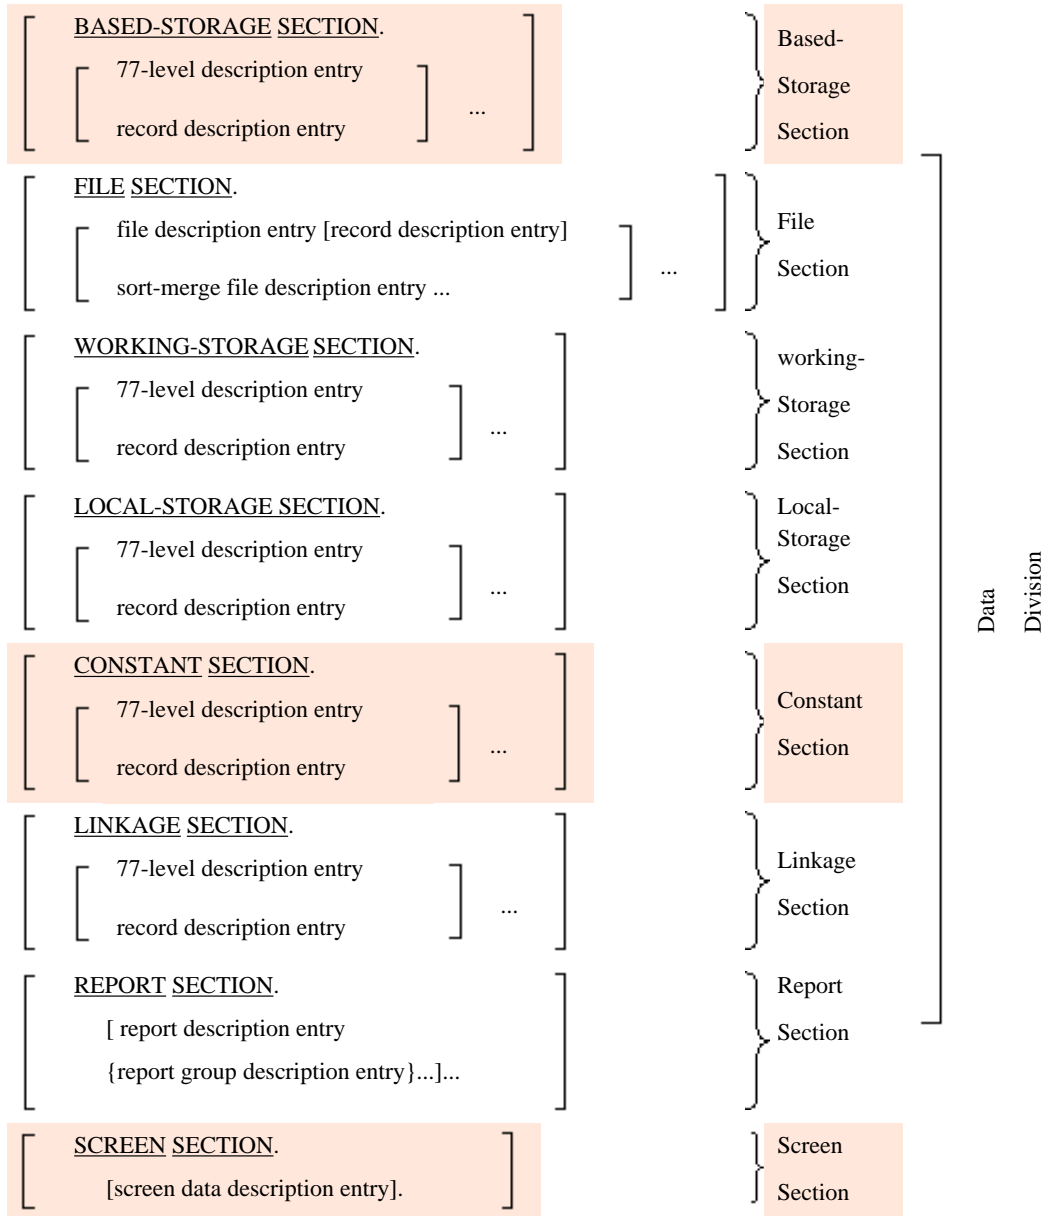 BASED-STORAGE SECTION.
77-level description entry
record description entry
...
Based-
Storage
Section
FILE SECTION.
file description entry [record description entry]
sort-merge file description entry ...
...
File
Section
WORKING-STORAGE SECTION.
77-level description entry
record description entry
...
working-
Storage
Section
LOCAL-STORAGE SECTION.
77-level description entry
record description entry
...
Local-
Storage
Section
CONSTANT SECTION.
77-level description entry
record description entry
...
Constant
Section
LINKAGE SECTION.
77-level description entry
record description entry
...
Linkage
Section
REPORT SECTION.
[ report description entry
{report group description entry}...]...
Report
Section
SCREEN SECTION.
[screen data description entry].
Screen
Section
Data
Division